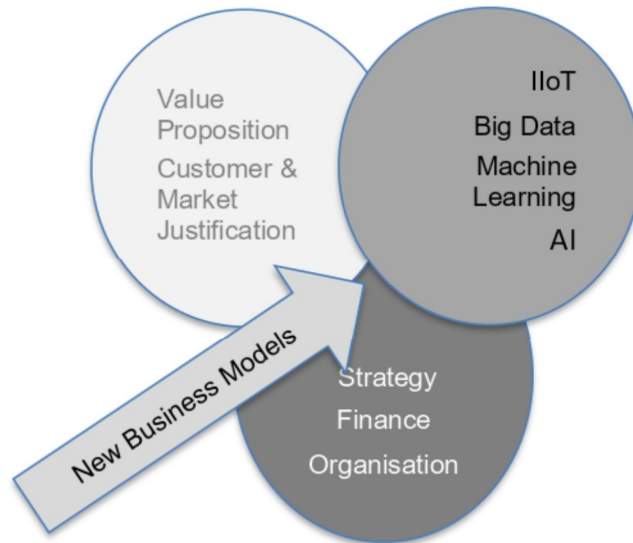 Value
Proposition
Customer &
Market
Justification
IIoT
Big Data
Machine
Learning
AI
New Business Models
Strategy
Finance
Organisation